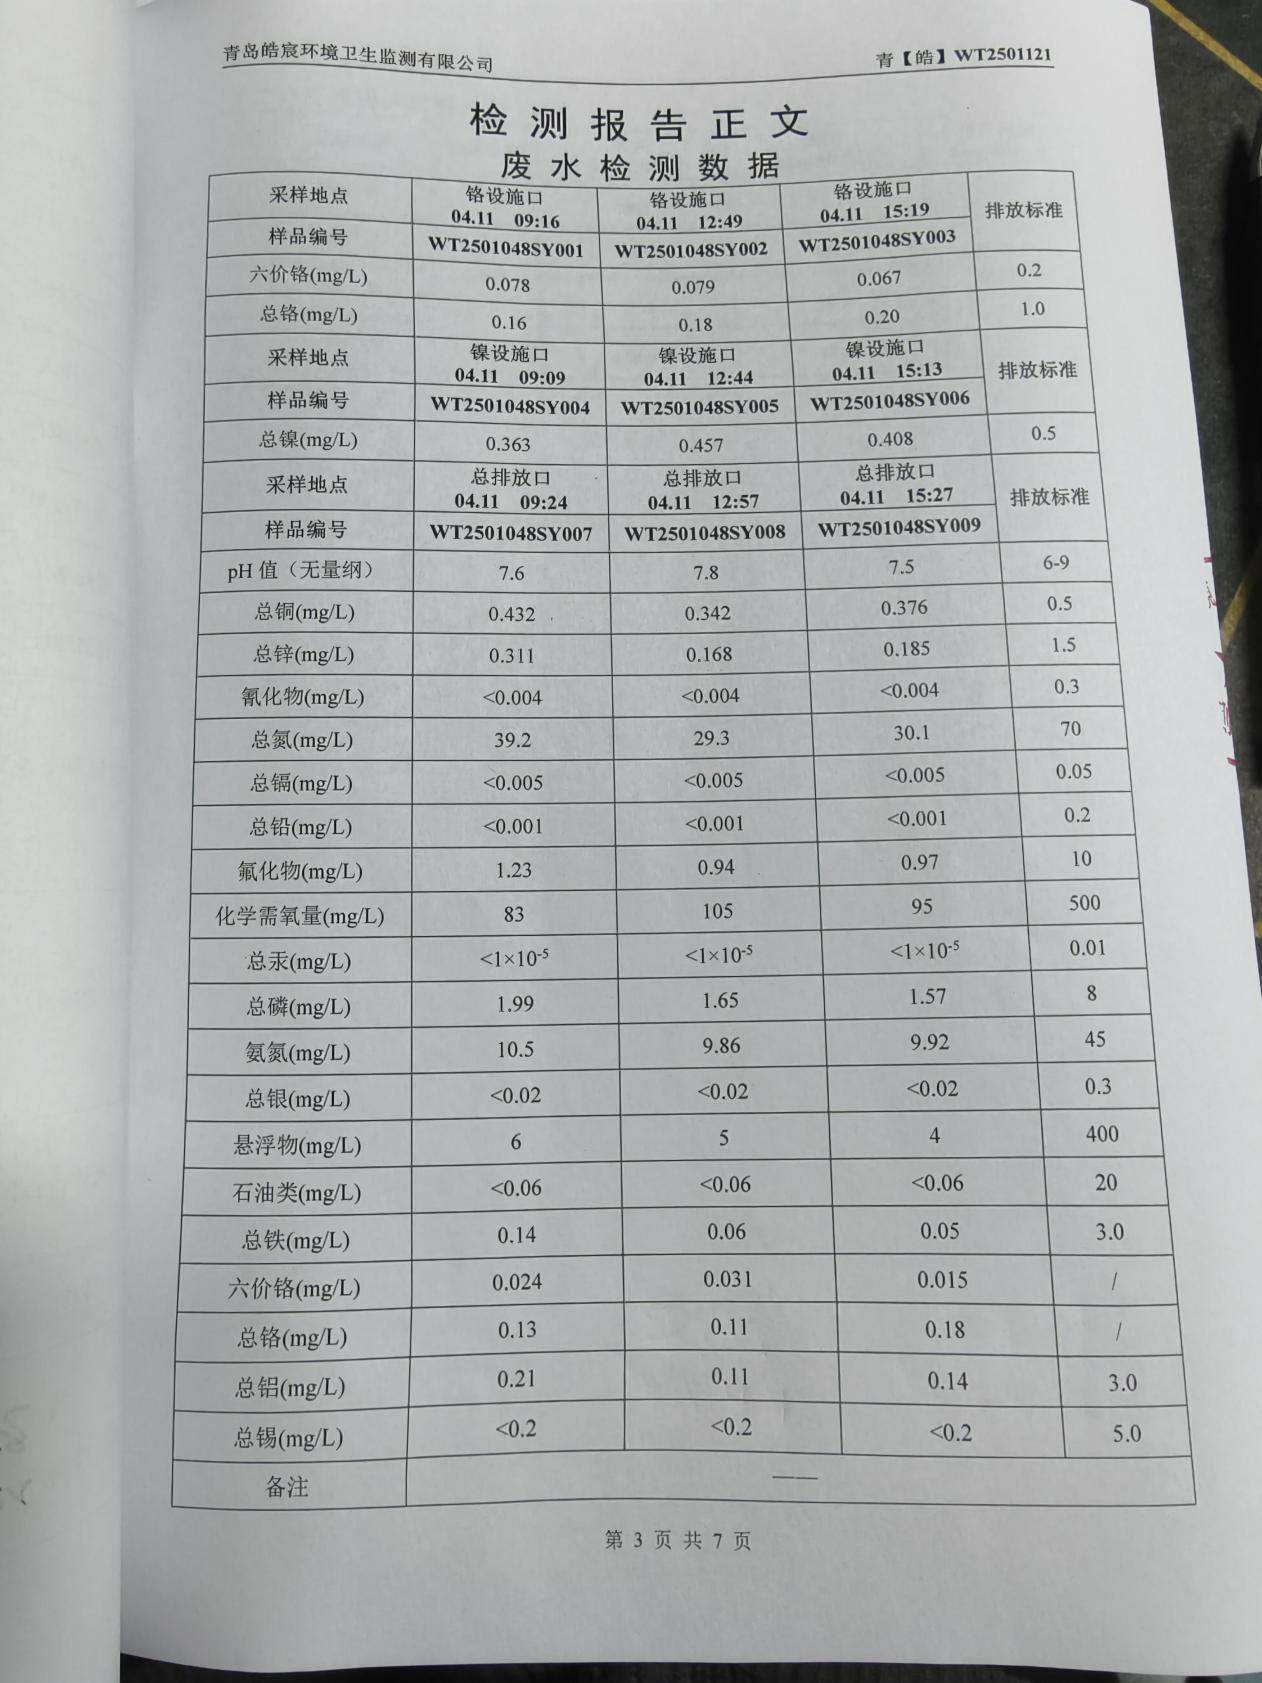 青岛皓宸环境卫生监测有限公司 青【皓】WT2501121
检测报告正文
废水检测数据
采样地点 铬设施口 04.11 09:16 铬设施口 04.11 12:49 铬设施口 04.11 15:19 排放标准
样品编号 WT2501048SY001 WT2501048SY002 WT2501048SY003
六价铬(mg/L) 0.078 0.079 0.067 0.2
总铬(mg/L) 0.16 0.18 0.20 1.0
采样地点 镍设施口 04.11 09:09 镍设施口 04.11 12:44 镍设施口 04.11 15:13 排放标准
样品编号 WT2501048SY004 WT2501048SY005 WT2501048SY006
总镍(mg/L) 0.363 0.457 0.408 0.5
采样地点 总排放口 04.11 09:24 总排放口 04.11 12:57 总排放口 04.11 15:27 排放标准
样品编号 WT2501048SY007 WT2501048SY008 WT2501048SY009
pH 值（无量纲） 7.6 7.8 7.5 6-9
总铜(mg/L) 0.432 0.342 0.376 0.5
总锌(mg/L) 0.311 0.168 0.185 1.5
氰化物(mg/L) <0.004 <0.004 <0.004 0.3
总氮(mg/L) 39.2 29.3 30.1 70
总镉(mg/L) <0.005 <0.005 <0.005 0.05
总铅(mg/L) <0.001 <0.001 <0.001 0.2
氟化物(mg/L) 1.23 0.94 0.97 10
化学需氧量(mg/L) 83 105 95 500
总汞(mg/L) <1×10⁻⁵ <1×10⁻⁵ <1×10⁻⁵ 0.01
总磷(mg/L) 1.99 1.65 1.57 8
氨氮(mg/L) 10.5 9.86 9.92 45
总银(mg/L) <0.02 <0.02 <0.02 0.3
悬浮物(mg/L) 6 5 4 400
石油类(mg/L) <0.06 <0.06 <0.06 20
总铁(mg/L) 0.14 0.06 0.05 3.0
六价铬(mg/L) 0.024 0.031 0.015 /
总铬(mg/L) 0.13 0.11 0.18 /
总铝(mg/L) 0.21 0.11 0.14 3.0
总锡(mg/L) <0.2 <0.2 <0.2 5.0
备注 ——
第 3 页 共 7 页